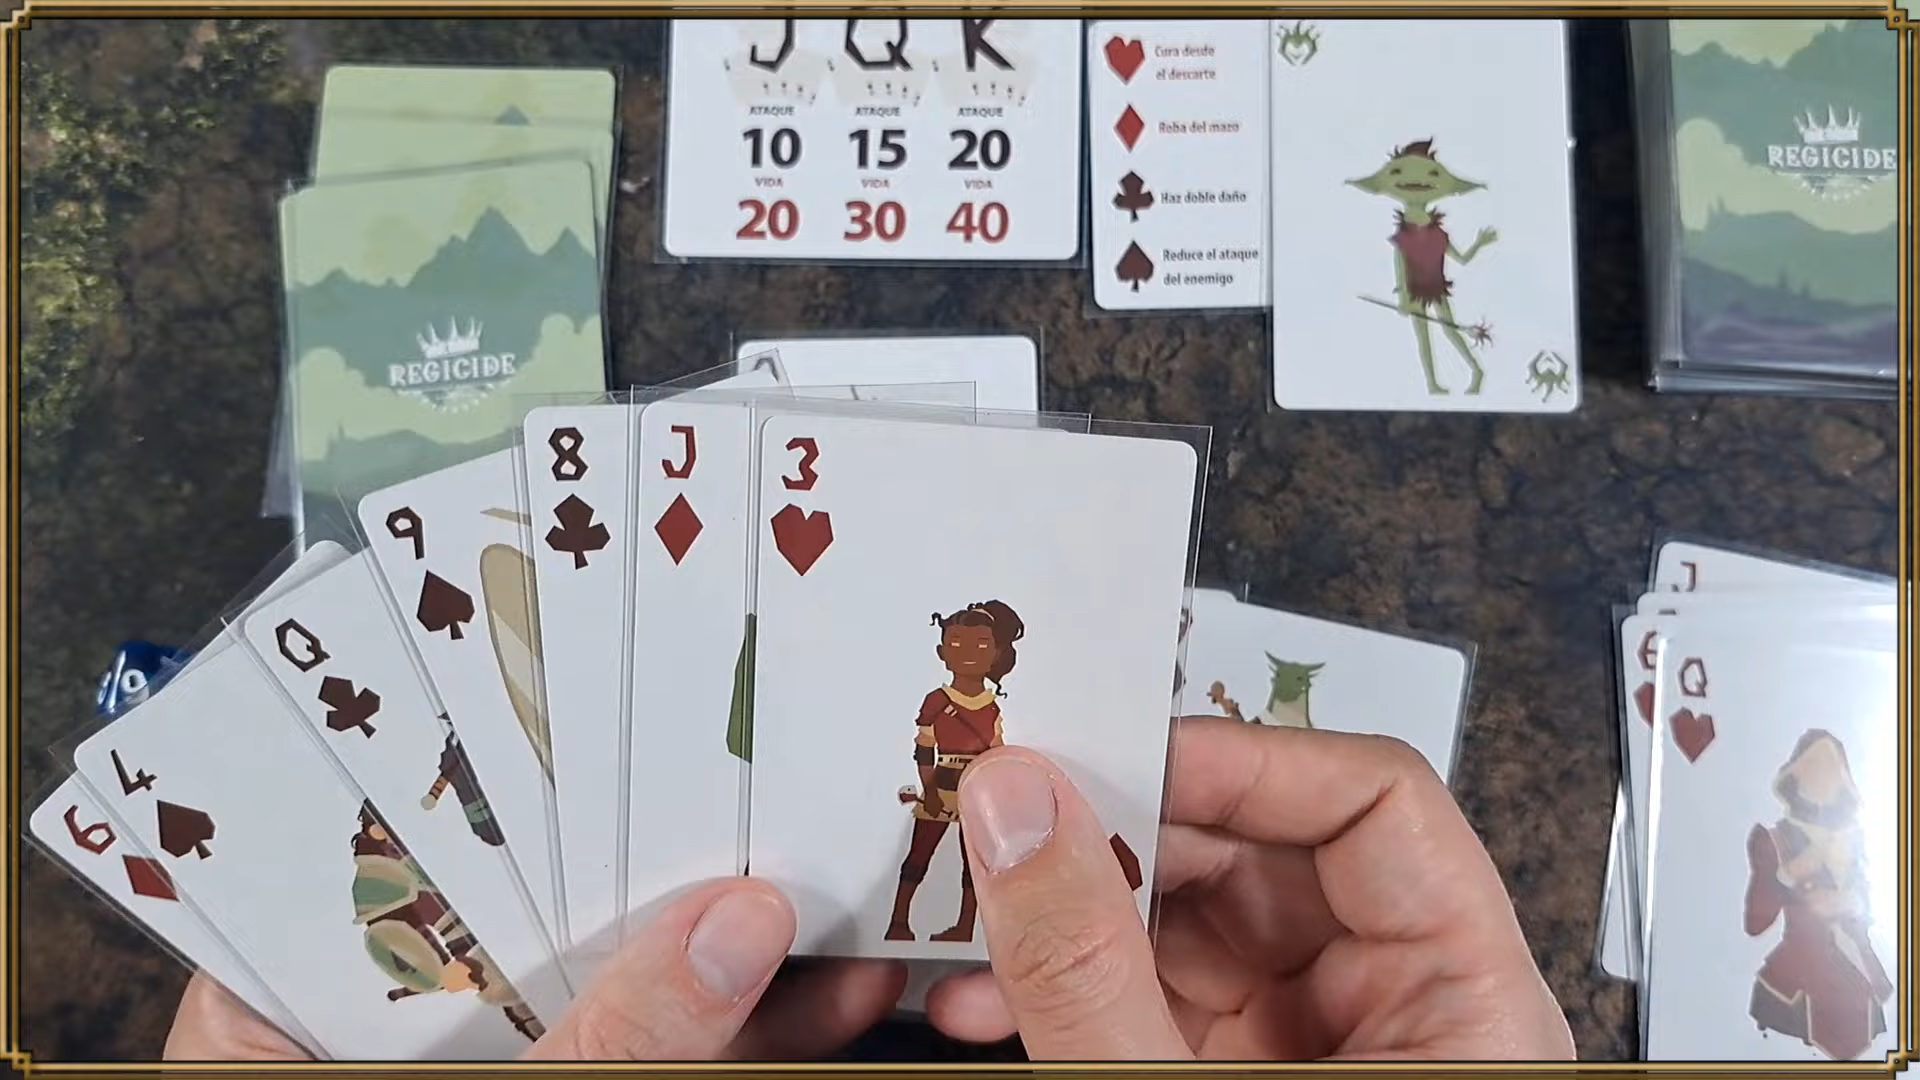 J Q K
ATAQUE ATAQUE ATAQUE
10 15 20
VIDA VIDA VIDA
20 30 40
Cura desde
el descarte
Roba del mazo
Haz doble daño
Reduce el ataque
del enemigo
REGICIDE
REGICIDE
6
4
Q
9
8
J
3
J
6
Q